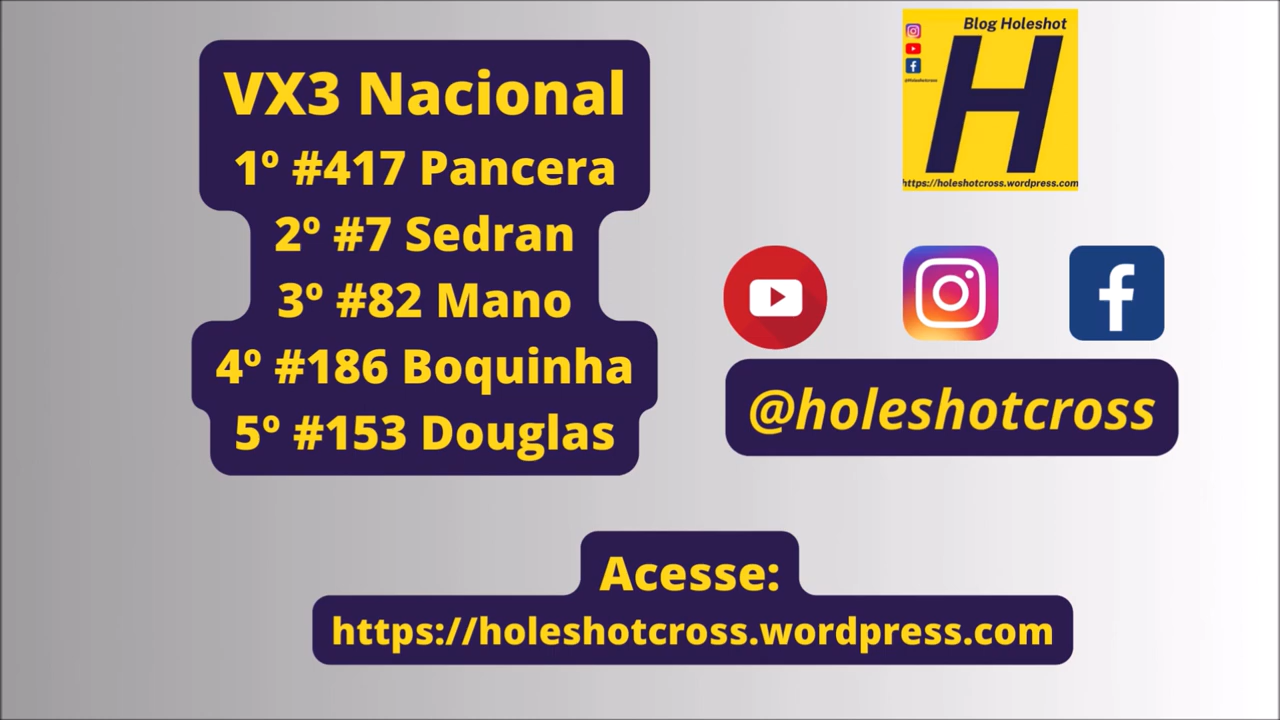 VX3 Nacional
1º #417 Pancera
2º #7 Sedran
3º #82 Mano
4º #186 Boquinha
5º #153 Douglas
Blog Holeshot
@holeshotcross
H
https://holeshotcross.wordpress.com
@holeshotcross
Acesse:
https://holeshotcross.wordpress.com